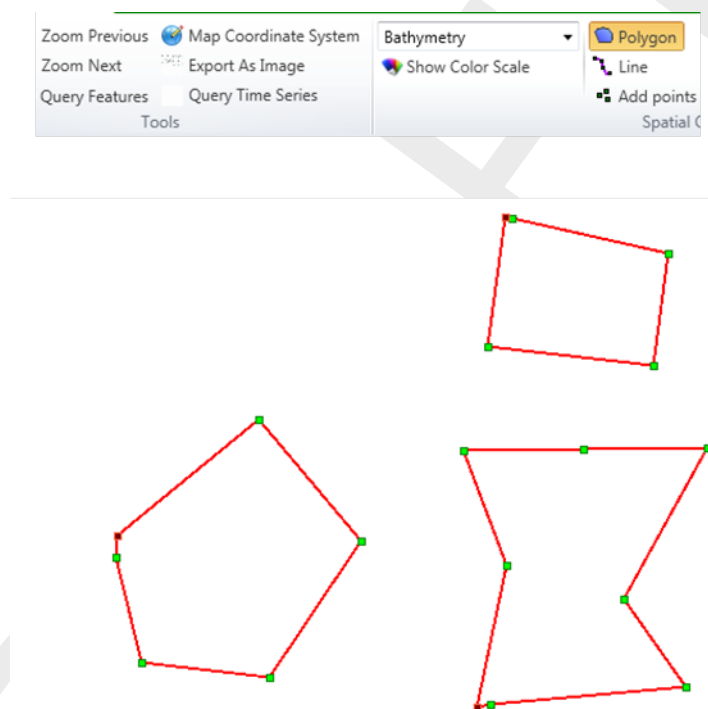 Zoom Previous Map Coordinate System
Zoom Next Export As Image
Query Features Query Time Series
Tools
Bathymetry
Show Color Scale
Polygon
Line
Add points
Spatial